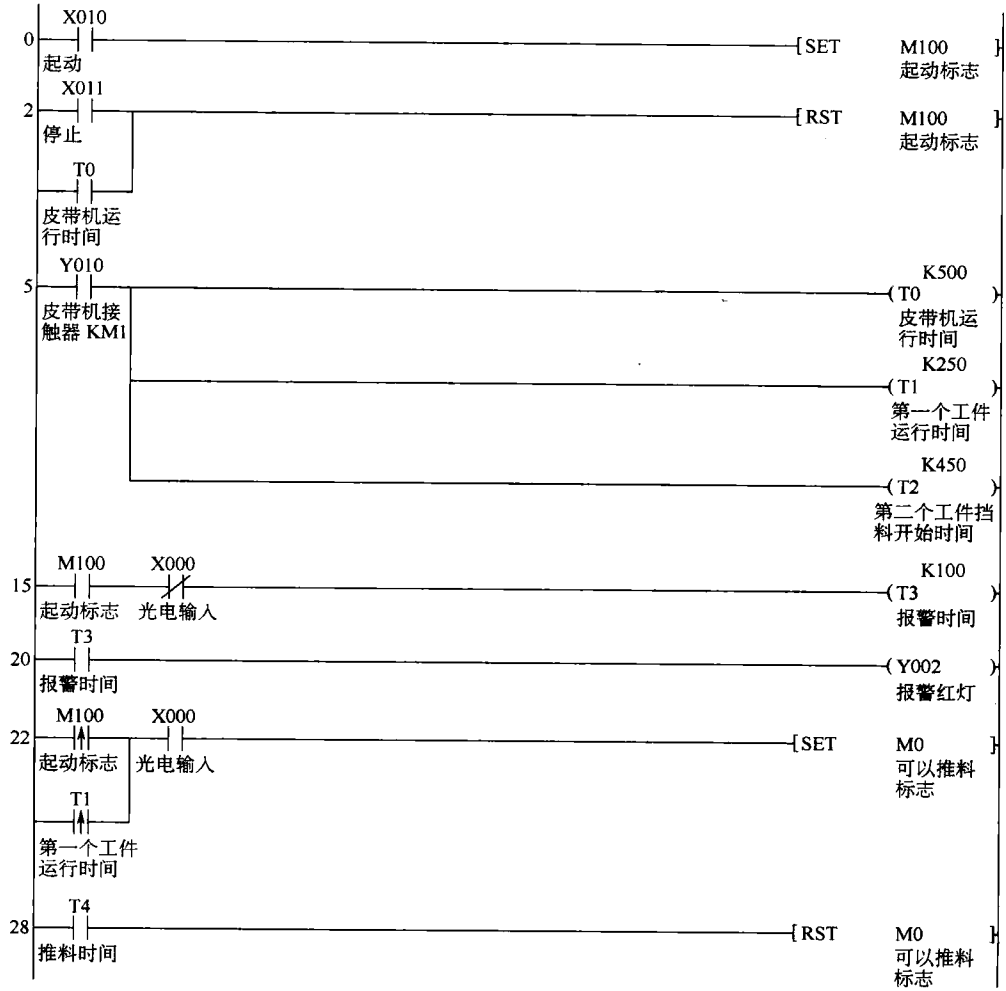 X010
0 [SET M100 ]
起动 起动标志
X011
2 [RST M100 ]
停止 起动标志
T0
皮带机运
行时间
Y010 K500
5 (T0 )
皮带机接 皮带机运
触器 KM1 行时间
K250
(T1 )
第一个工件
运行时间
K450
(T2 )
第二个工件挡
料开始时间
M100 X000 K100
15 (T3 )
起动标志 光电输入 报警时间
T3
20 (Y002 )
报警时间 报警红灯
M100 X000
22 [SET M0 ]
起动标志 光电输入 可以推料
标志
T1
第一个工件
运行时间
T4
28 [RST M0 ]
推料时间 可以推料
标志